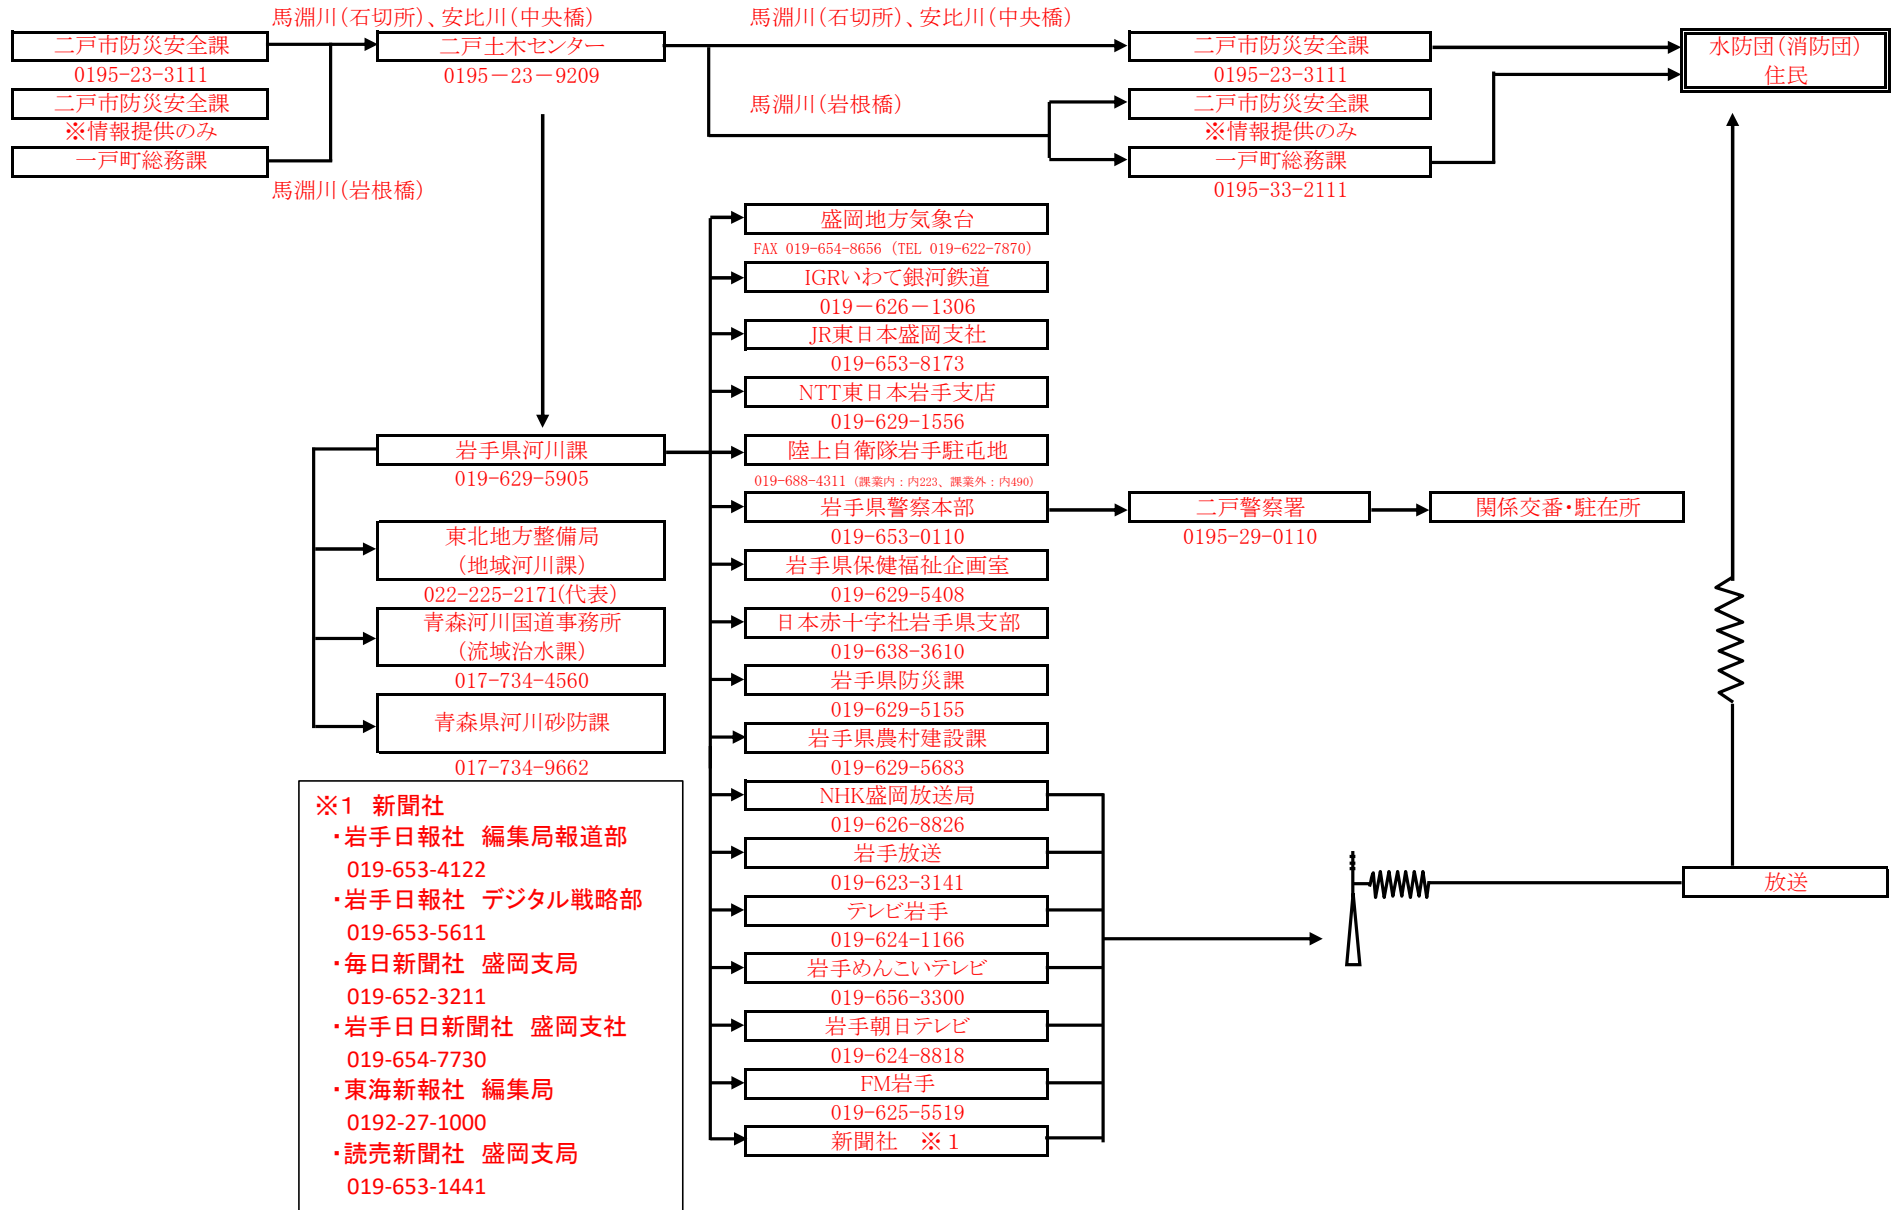 馬淵川(石切所)、安比川(中央橋)
二戸市防災安全課
0195-23-3111
二戸市防災安全課
※情報提供のみ
一戸町総務課
馬淵川(岩根橋)
二戸土木センター
0195－23－9209
馬淵川(石切所)、安比川(中央橋)
馬淵川(岩根橋)
二戸市防災安全課
0195-23-3111
二戸市防災安全課
※情報提供のみ
一戸町総務課
0195-33-2111
水防団(消防団)
住民
岩手県河川課
019-629-5905
東北地方整備局
(地域河川課)
022-225-2171(代表)
青森河川国道事務所
(流域治水課)
017-734-4560
青森県河川砂防課
017-734-9662
盛岡地方気象台
FAX 019-654-8656 (TEL 019-622-7870)
IGRいわて銀河鉄道
019－626－1306
JR東日本盛岡支社
019-653-8173
NTT東日本岩手支店
019-629-1556
陸上自衛隊岩手駐屯地
019-688-4311 (課業内：内223、課業外：内490)
岩手県警察本部
019-653-0110
二戸警察署
0195-29-0110
関係交番・駐在所
岩手県保健福祉企画室
019-629-5408
日本赤十字社岩手県支部
019-638-3610
岩手県防災課
019-629-5155
岩手県農村建設課
019-629-5683
NHK盛岡放送局
019-626-8826
岩手放送
019-623-3141
テレビ岩手
019-624-1166
岩手めんこいテレビ
019-656-3300
岩手朝日テレビ
019-624-8818
FM岩手
019-625-5519
新聞社　※１
放送
※１　新聞社
・岩手日報社　編集局報道部
019-653-4122
・岩手日報社　デジタル戦略部
019-653-5611
・毎日新聞社　盛岡支局
019-652-3211
・岩手日日新聞社　盛岡支社
019-654-7730
・東海新報社　編集局
0192-27-1000
・読売新聞社　盛岡支局
019-653-1441